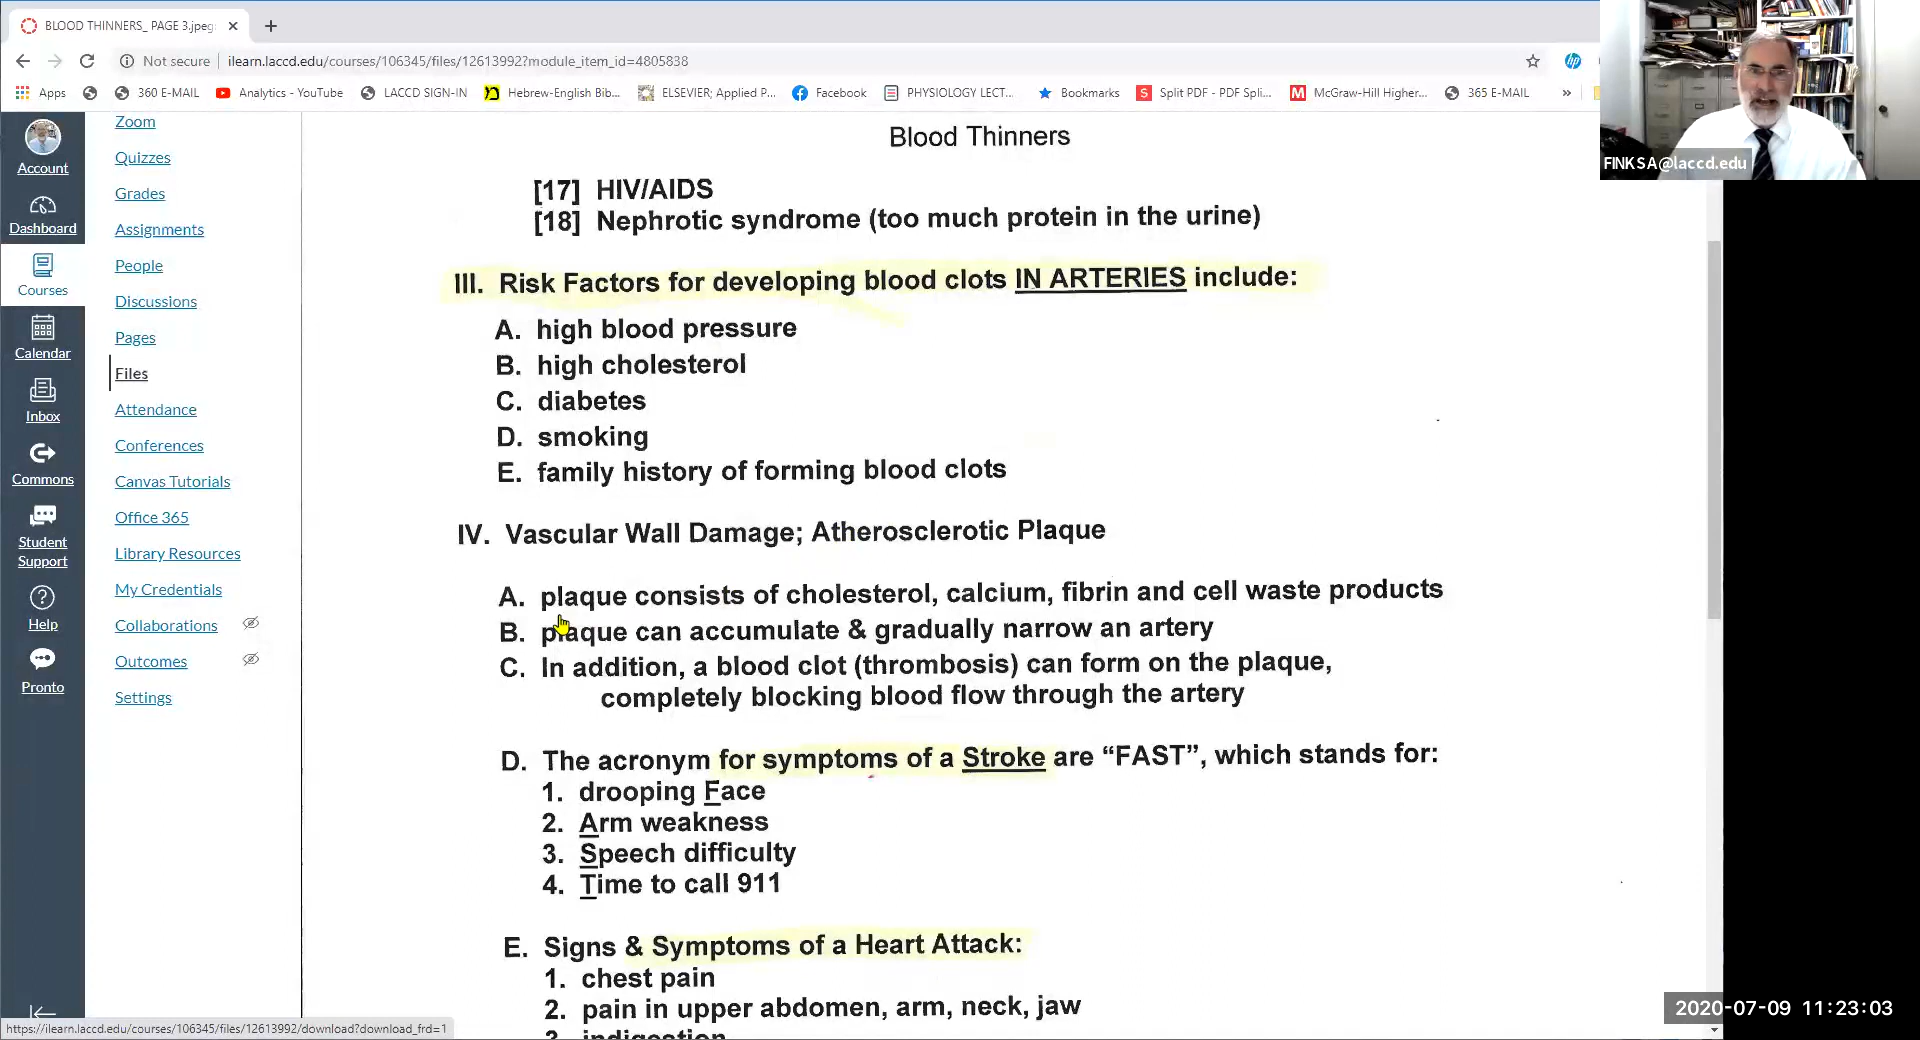 BLOOD THINNERS_ PAGE 3.jpeg
Not secure
ilearn.laccd.edu/courses/106345/files/12613992?module_item_id=4805838
Apps
360 E-MAIL
Analytics - YouTube
LACCD SIGN-IN
Hebrew-English Bib...
ELSEVIER; Applied P...
Facebook
PHYSIOLOGY LECT...
Bookmarks
Split PDF - PDF Spli...
McGraw-Hill Higher...
365 E-MAIL
»
FINKSA@laccd.edu
Account
Dashboard
Courses
Calendar
Inbox
Commons
Student
Support
Help
Pronto
Zoom
Quizzes
Grades
Assignments
People
Discussions
Pages
Files
Attendance
Conferences
Canvas Tutorials
Office 365
Library Resources
My Credentials
Collaborations
Outcomes
Settings
Blood Thinners
[17] HIV/AIDS
[18] Nephrotic syndrome (too much protein in the urine)
III. Risk Factors for developing blood clots IN ARTERIES include:
A. high blood pressure
B. high cholesterol
C. diabetes
D. smoking
E. family history of forming blood clots
IV. Vascular Wall Damage; Atherosclerotic Plaque
A. plaque consists of cholesterol, calcium, fibrin and cell waste products
B. plaque can accumulate & gradually narrow an artery
C. In addition, a blood clot (thrombosis) can form on the plaque,
completely blocking blood flow through the artery
D. The acronym for symptoms of a Stroke are “FAST”, which stands for:
1. drooping Face
2. Arm weakness
3. Speech difficulty
4. Time to call 911
E. Signs & Symptoms of a Heart Attack:
1. chest pain
2. pain in upper abdomen, arm, neck, jaw
3. indigestion
https://ilearn.laccd.edu/courses/106345/files/12613992/download?download_frd=1
2020-07-09 11:23:03